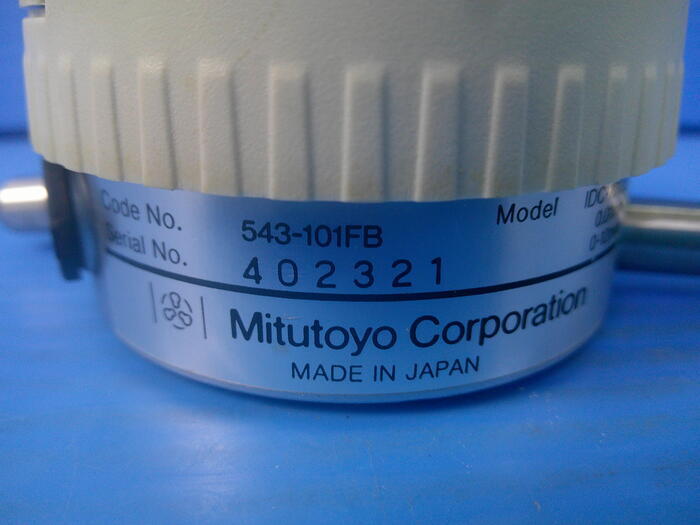 Code No. 543-101FB Model
Serial No. 402321
Mitutoyo Corporation
MADE IN JAPAN